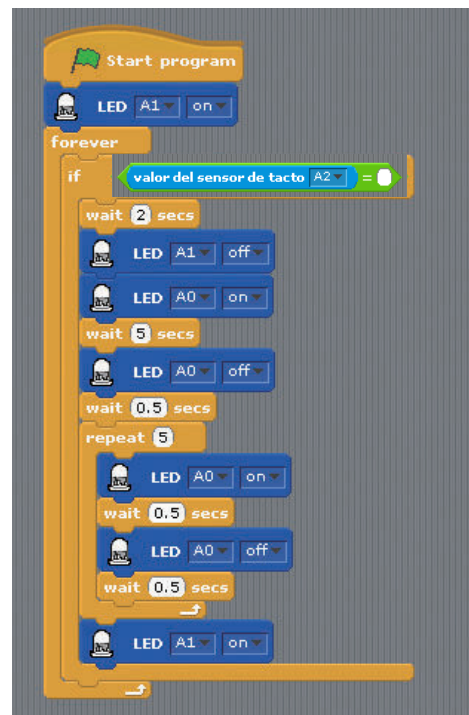 Start program
LED A1 on
forever
if valor del sensor de tacto A2 =
wait 2 secs
LED A1 off
LED A0 on
wait 5 secs
LED A0 off
wait 0.5 secs
repeat 5
LED A0 on
wait 0.5 secs
LED A0 off
wait 0.5 secs
LED A1 on